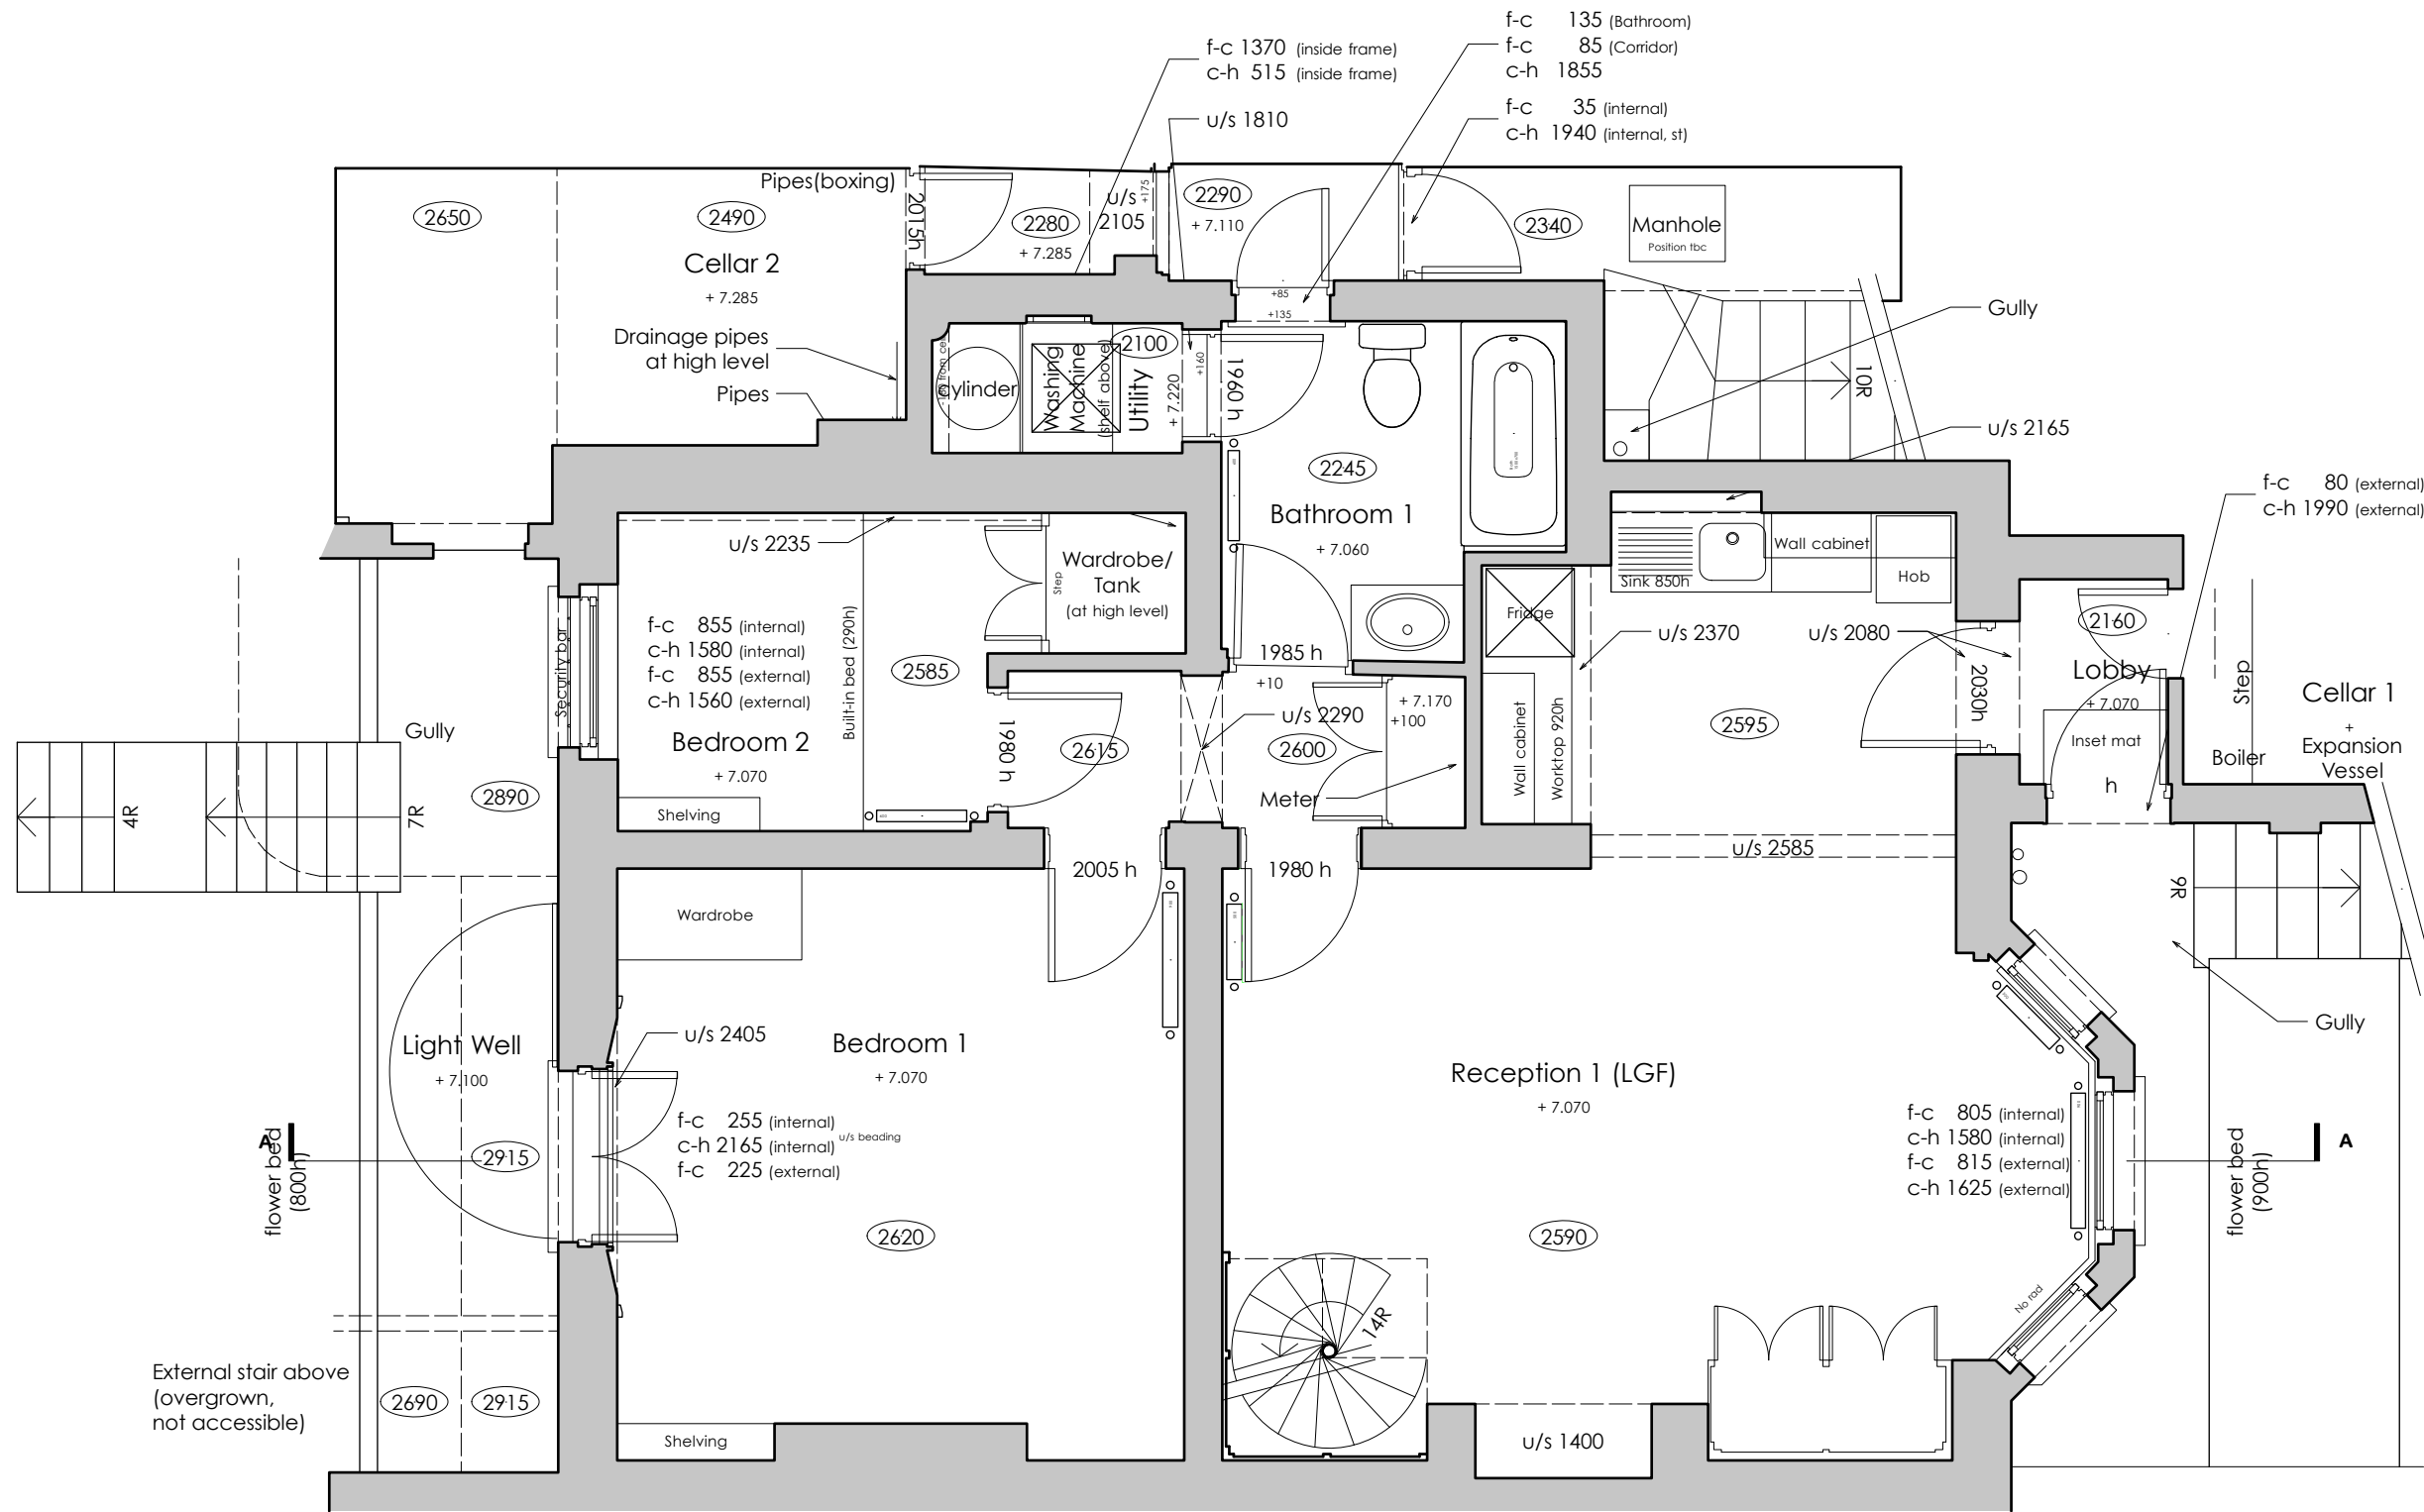 f-c 1370 (inside frame)
c-h 515 (inside frame)
f-c 135 (Bathroom)
f-c 85 (Corridor)
c-h 1855
f-c 35 (internal)
c-h 1940 (internal, st)
u/s 1810
Pipes(boxing)
2650
2490
Cellar 2
+ 7.285
2015h
2280
+ 7.285
u/s
2105
+175
2290
+ 7.110
2340
Manhole
Position tbc
Drainage pipes
at high level
Pipes
Cylinder
Washing
Machine
(shelf above)
Utility
2100
+ 7.220
+160
1960 h
+85
+135
10R
Gully
u/s 2165
2245
Bathroom 1
+ 7.060
f-c 80 (external)
c-h 1990 (external)
u/s 2235
Wardrobe/
Tank
(at high level)
Step
Built-in bed (290h)
Security bar
f-c 855 (internal)
c-h 1580 (internal)
f-c 855 (external)
c-h 1560 (external)
2585
Bedroom 2
+ 7.070
Shelving
1980 h
2615
u/s 2290
1985 h
+10
2600
+ 7.170
+100
Meter
Fridge
Sink 850h
Wall cabinet
Hob
u/s 2370
u/s 2080
2595
Wall cabinet
Worktop 920h
2030h
2160
Lobby
+ 7.070
Inset mat
h
Step
Cellar 1
+
Expansion
Vessel
Boiler
Gully
2890
4R
7R
2005 h
1980 h
u/s 2585
9R
Gully
Wardrobe
u/s 2405
Bedroom 1
+ 7.070
Light Well
+ 7.100
f-c 255 (internal)
c-h 2165 (internal) u/s beading
f-c 225 (external)
2915
2620
A
flower bed
(800h)
Reception 1 (LGF)
+ 7.070
f-c 805 (internal)
c-h 1580 (internal)
f-c 815 (external)
c-h 1625 (external)
2590
A
flower bed
(900h)
No rad
14R
External stair above
(overgrown,
not accessible)
2690
2915
Shelving
u/s 1400